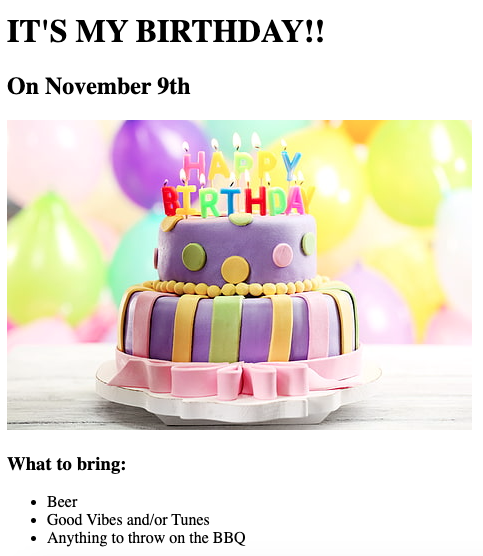 IT'S MY BIRTHDAY!!
On November 9th
HAPPY
BIRTHDAY
What to bring:
Beer
Good Vibes and/or Tunes
Anything to throw on the BBQ